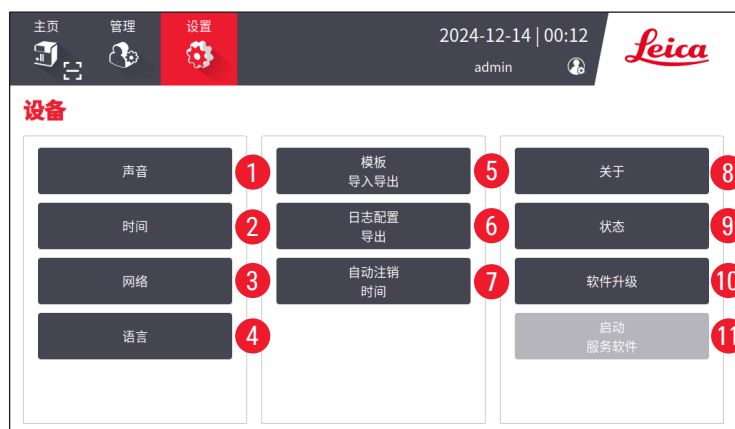 主页
管理
设置
2024-12-14 | 00:12
admin
Leica
设备
声音
1
时间
2
网络
3
语言
4
模板
导入导出
5
日志配置
导出
6
自动注销
时间
7
关于
8
状态
9
软件升级
10
启动
服务软件
11